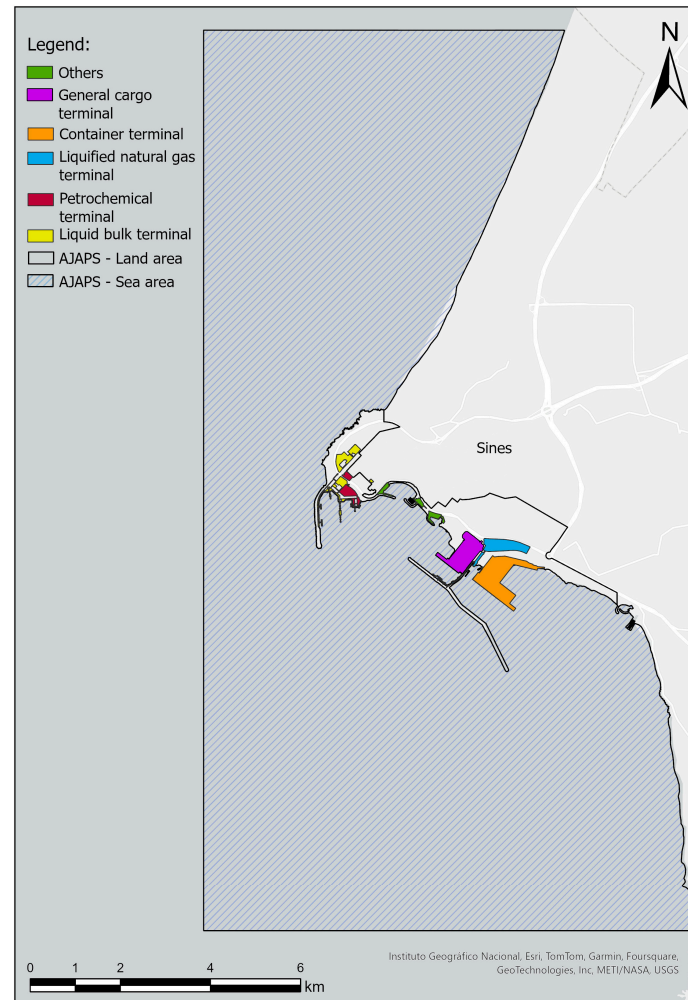 Legend:
Others
General cargo
terminal
Container terminal
Liquified natural gas
terminal
Petrochemical
terminal
Liquid bulk terminal
AJAPS - Land area
AJAPS - Sea area
N
Sines
Instituto Geográfico Nacional, Esri, TomTom, Garmin, Foursquare,
GeoTechnologies, Inc, METI/NASA, USGS
0 1 2 4 6
km